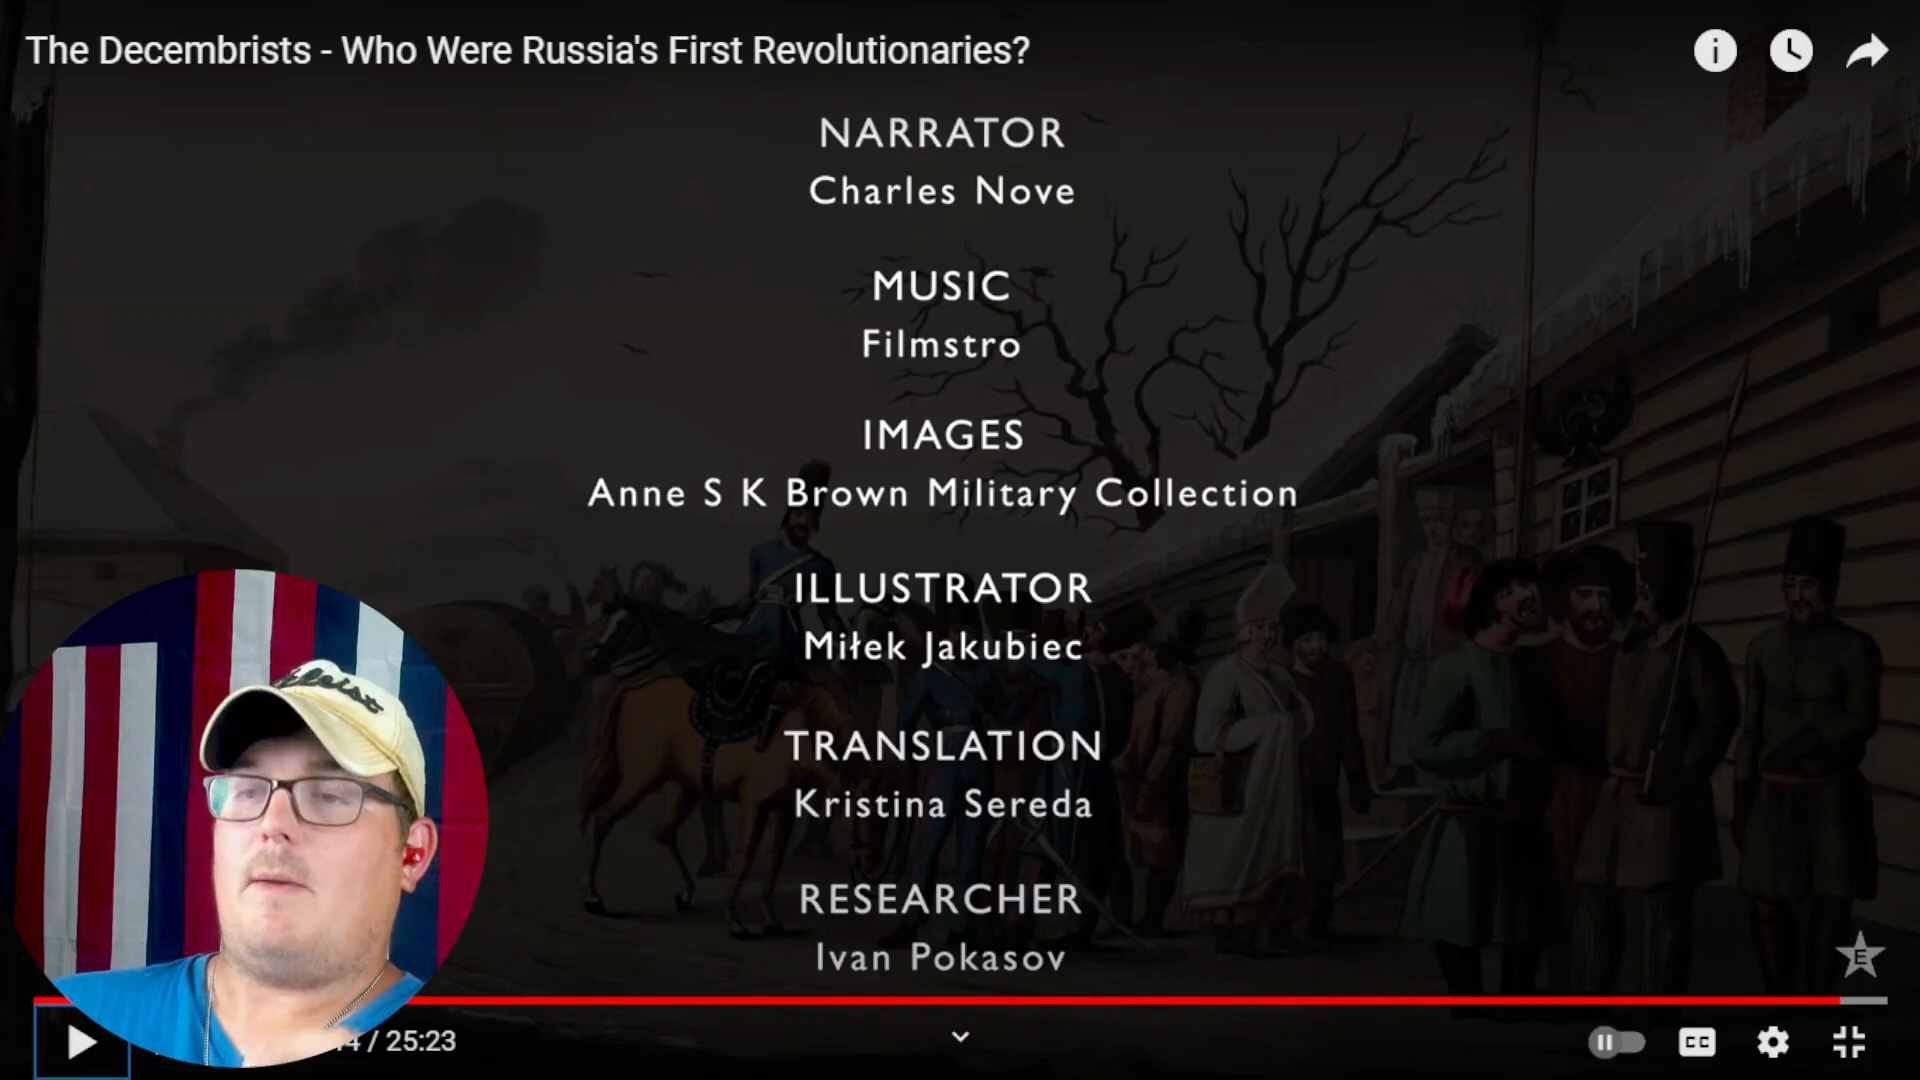 The Decembrists - Who Were Russia's First Revolutionaries?
NARRATOR
Charles Nove
MUSIC
Filmstro
IMAGES
Anne S K Brown Military Collection
ILLUSTRATOR
Miłek Jakubiec
TRANSLATION
Kristina Sereda
RESEARCHER
Ivan Pokasov
E
/ 25:23
CC